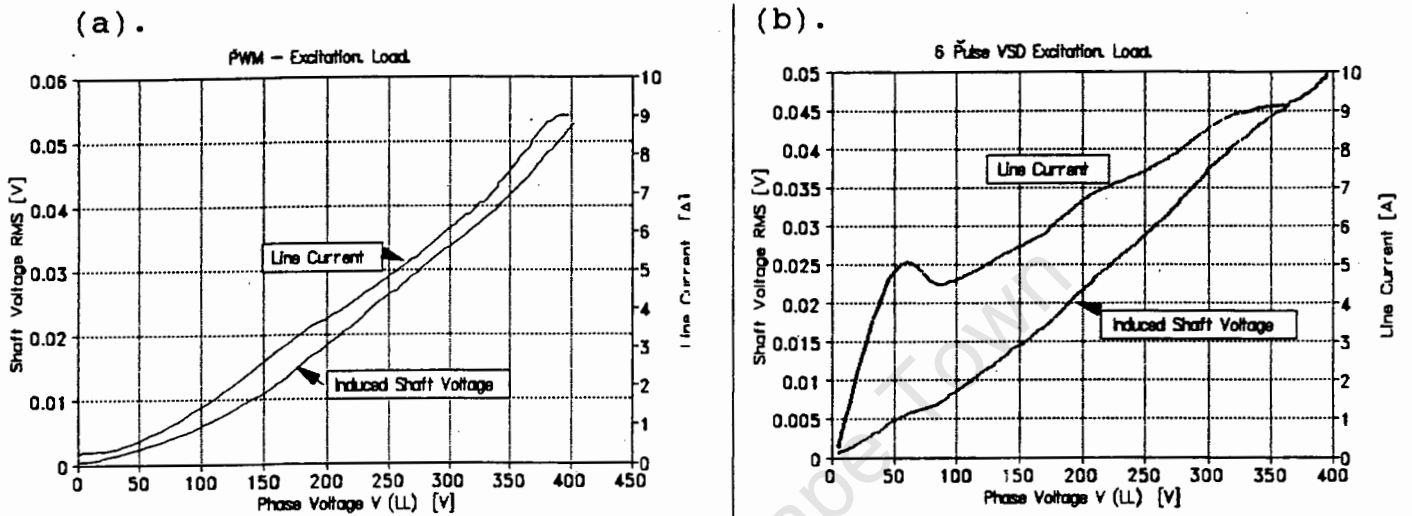 (a).
PWM - Excitation. Load.
0.06
0.05
0.04
0.03
0.02
0.01
0
Shaft Voltage RMS [V]
10
9
8
7
6
5
4
3
2
1
0
Line Current [A]
Line Current
Induced Shaft Voltage
0 50 100 150 200 250 300 350 400 450
Phase Voltage V (LL) [V]
(b).
6 Pulse VSD Excitation. Load.
0.05
0.045
0.04
0.035
0.03
0.025
0.02
0.015
0.01
0.005
0
Shaft Voltage RMS [V]
10
9
8
7
6
5
4
3
2
1
0
Line Current [A]
Line Current
Induced Shaft Voltage
0 50 100 150 200 250 300 350 400
Phase Voltage V (LL) [V]
ape Town